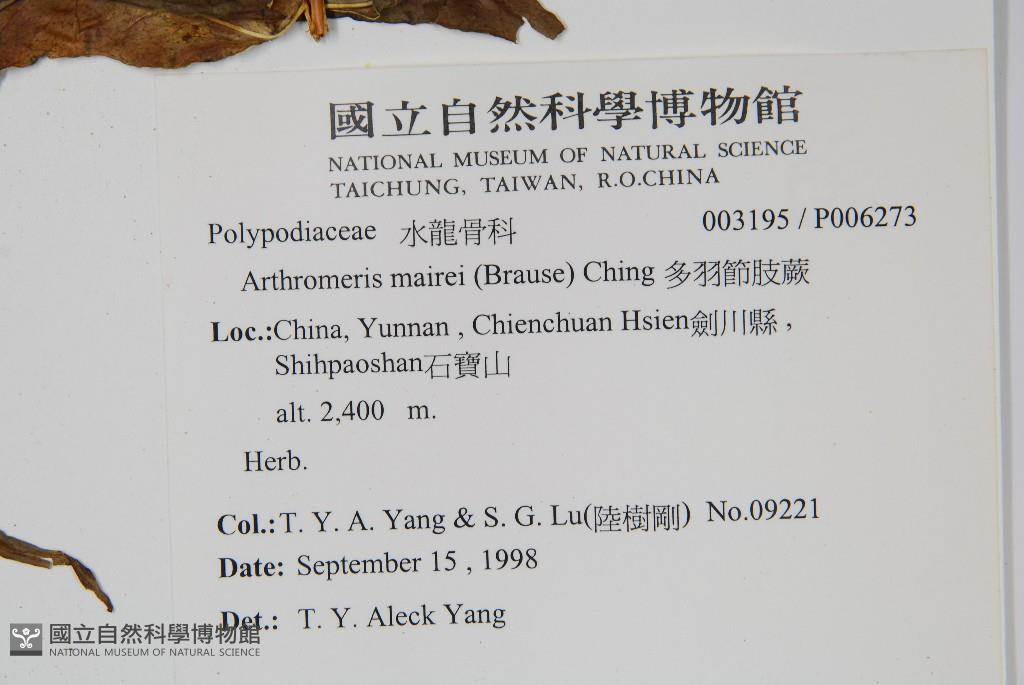 國立自然科學博物館
NATIONAL MUSEUM OF NATURAL SCIENCE
TAICHUNG, TAIWAN, R.O.CHINA
Polypodiaceae 水龍骨科 003195 / P006273
Arthromeris mairei (Brause) Ching 多羽節肢蕨
Loc.:China, Yunnan , Chienchuan Hsien劍川縣 ,
Shihpaoshan石寶山
alt. 2,400 m.
Herb.
Col.:T. Y. A. Yang & S. G. Lu(陸樹剛) No.09221
Date: September 15 , 1998
Det.: T. Y. Aleck Yang
國立自然科學博物館
NATIONAL MUSEUM OF NATURAL SCIENCE